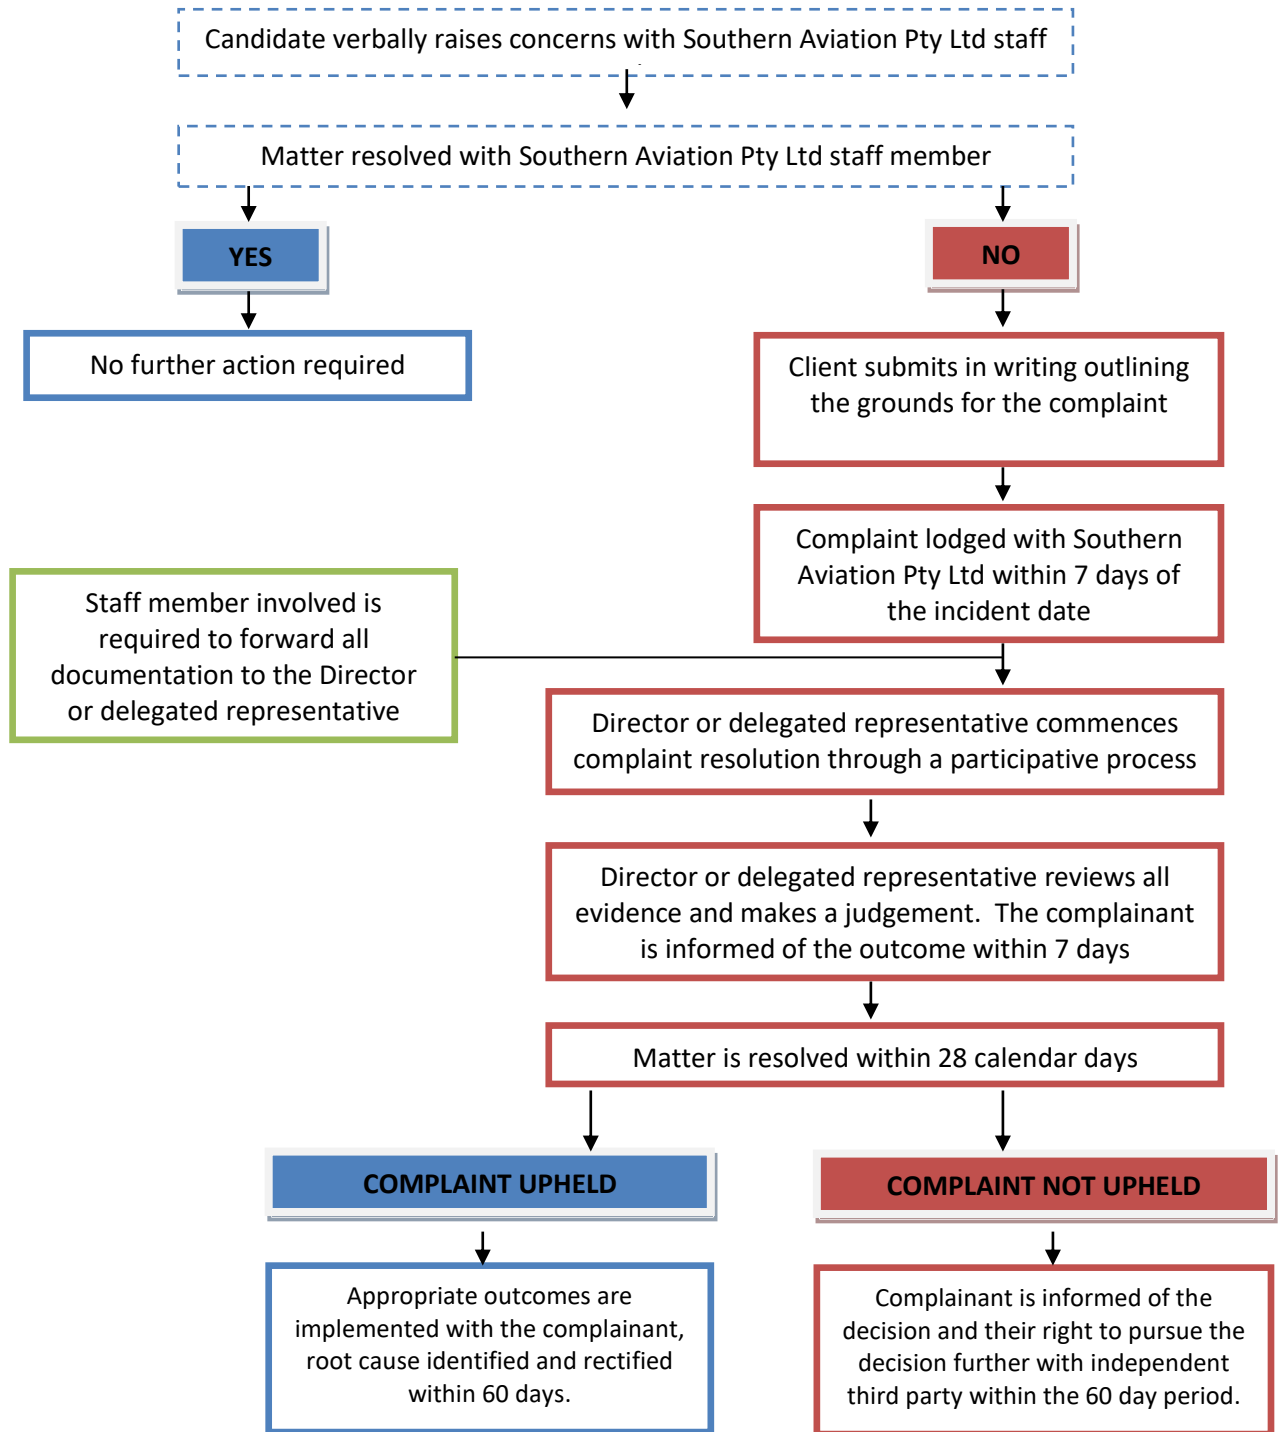 Candidate verbally raises concerns with Southern Aviation Pty Ltd staff
Matter resolved with Southern Aviation Pty Ltd staff member
YES
NO
No further action required
Client submits in writing outlining
the grounds for the complaint
Complaint lodged with Southern
Aviation Pty Ltd within 7 days of
the incident date
Staff member involved is
required to forward all
documentation to the Director
or delegated representative
Director or delegated representative commences
complaint resolution through a participative process
Director or delegated representative reviews all
evidence and makes a judgement.  The complainant
is informed of the outcome within 7 days
Matter is resolved within 28 calendar days
COMPLAINT UPHELD
COMPLAINT NOT UPHELD
Appropriate outcomes are
implemented with the complainant,
root cause identified and rectified
within 60 days.
Complainant is informed of the
decision and their right to pursue the
decision further with independent
third party within the 60 day period.